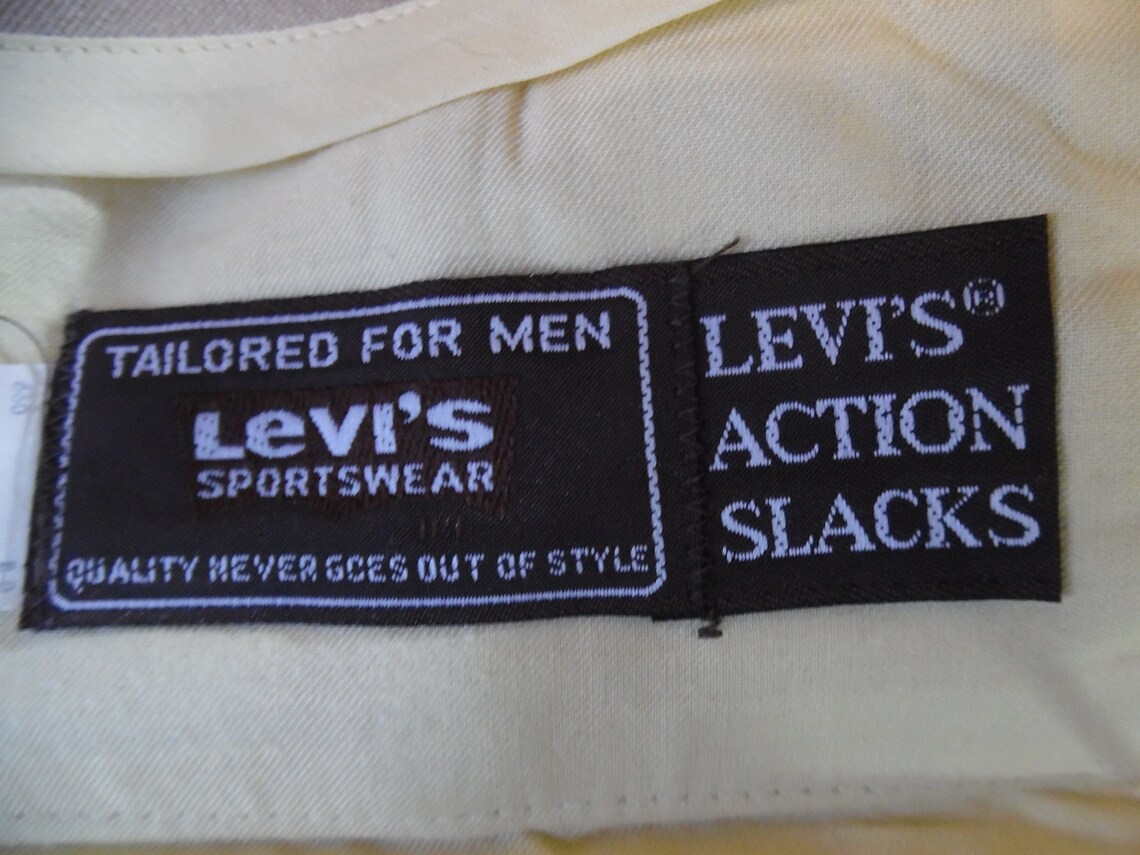 TAILORED FOR MEN
LeVI'S
SPORTSWEAR
QUALITY NEVER GOES OUT OF STYLE
LEVI'S®
ACTION
SLACKS